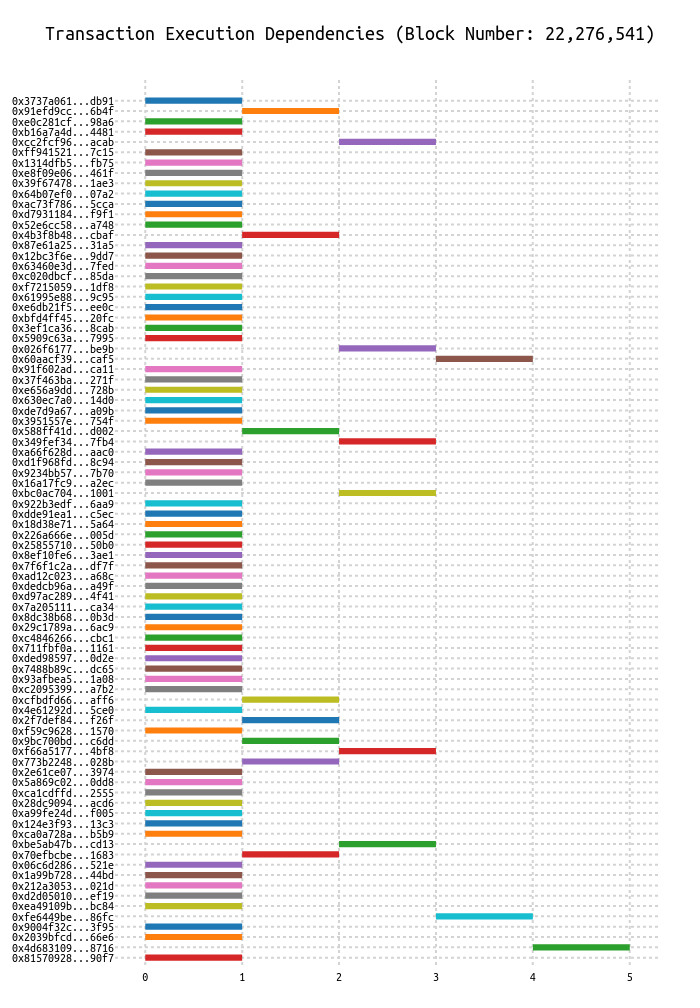 Transaction Execution Dependencies (Block Number: 22,276,541)
0x3737a061...db91
0x91efd9cc...6b4f
0xe0c281cf...98a6
0xb16a7a4d...4481
0xcc2fcf96...acab
0xff941521...7c15
0x1314dfb5...fb75
0xe8f09e06...461f
0x39f67478...1ae3
0x64b07ef0...07a2
0xac73f786...5cca
0xd7931184...f9f1
0x52e6cc58...a748
0x4b3f8b48...cbaf
0x87e61a25...31a5
0x12bc3f6e...9dd7
0x63460e3d...7fed
0xc020dbcf...85da
0xf7215059...1df8
0x61995e88...9c95
0xe6db21f5...ee0c
0xbfd4ff45...20fc
0x3ef1ca36...8cab
0x5909c63a...7995
0x026f6177...be9b
0x60aacf39...caf5
0x91f602ad...ca11
0x37f463ba...271f
0xe656a9dd...728b
0x630ec7a0...14d0
0xde7d9a67...a09b
0x3951557e...754f
0x588ff41d...d002
0x349fef34...7fb4
0xa66f628d...aac0
0xd1f968fd...8c94
0x9234bb57...7b70
0x16a17fc9...a2ec
0xbc0ac704...1001
0x922b3edf...6aa9
0xdde91ea1...c5ec
0x18d38e71...5a64
0x226a666e...005d
0x25855710...50b0
0x8ef10fe6...3ae1
0x7f6f1c2a...df7f
0xad12c023...a68c
0xdedcb96a...a49f
0xd97ac289...4f41
0x7a205111...ca34
0x8dc38b68...0b3d
0x29c1789a...6ac9
0xc4846266...cbc1
0x711fbf0a...1161
0xded98597...0d2e
0x7488b89c...dc65
0x93afbea5...1a08
0xc2095399...a7b2
0xcfbdfd66...aff6
0x4e61292d...5ce0
0x2f7def84...f26f
0xf59c9628...1570
0x9bc700bd...c6dd
0xf66a5177...4bf8
0x773b2248...028b
0x2e61ce07...3974
0x5a869c02...0dd8
0xca1cdffd...2555
0x28dc9094...acd6
0xa99fe24d...f005
0x124e3f93...13c3
0xca0a728a...b5b9
0xbe5ab47b...cd13
0x70efbcbe...1683
0x06c6d286...521e
0x1a99b728...44bd
0x212a3053...021d
0xd2d05010...ef19
0xea49109b...bc84
0xfe6449be...86fc
0x9004f32c...3f95
0x2039bfcd...66e6
0x4d683109...8716
0x81570928...90f7
0 1 2 3 4 5